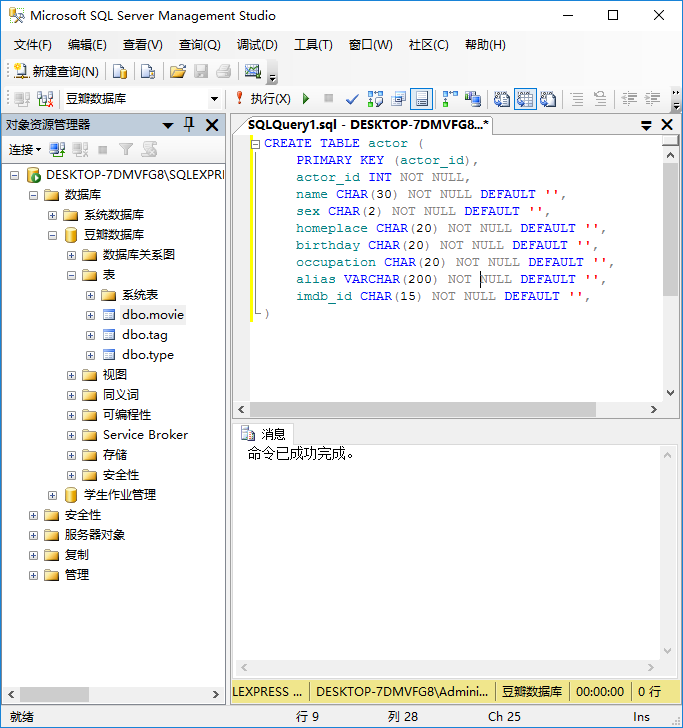 Microsoft SQL Server Management Studio
文件(F) 编辑(E) 查看(V) 查询(Q) 调试(D) 工具(T) 窗口(W) 社区(C) 帮助(H)
新建查询(N)
豆瓣数据库 执行(X)
对象资源管理器
连接
DESKTOP-7DMVFG8\SQLEXPRE
数据库
系统数据库
豆瓣数据库
数据库关系图
表
系统表
dbo.movie
dbo.tag
dbo.type
视图
同义词
可编程性
Service Broker
存储
安全性
学生作业管理
安全性
服务器对象
复制
管理
SQLQuery1.sql - DESKTOP-7DMVFG8...*
CREATE TABLE actor (
PRIMARY KEY (actor_id),
actor_id INT NOT NULL,
name CHAR(30) NOT NULL DEFAULT '',
sex CHAR(2) NOT NULL DEFAULT '',
homeplace CHAR(20) NOT NULL DEFAULT '',
birthday CHAR(20) NOT NULL DEFAULT '',
occupation CHAR(20) NOT NULL DEFAULT '',
alias VARCHAR(200) NOT NULL DEFAULT '',
imdb_id CHAR(15) NOT NULL DEFAULT '',
)
消息
命令已成功完成。
LEXPRESS ... DESKTOP-7DMVFG8\Admini... 豆瓣数据库 00:00:00 0 行
就绪 行 9 列 28 Ch 25 Ins